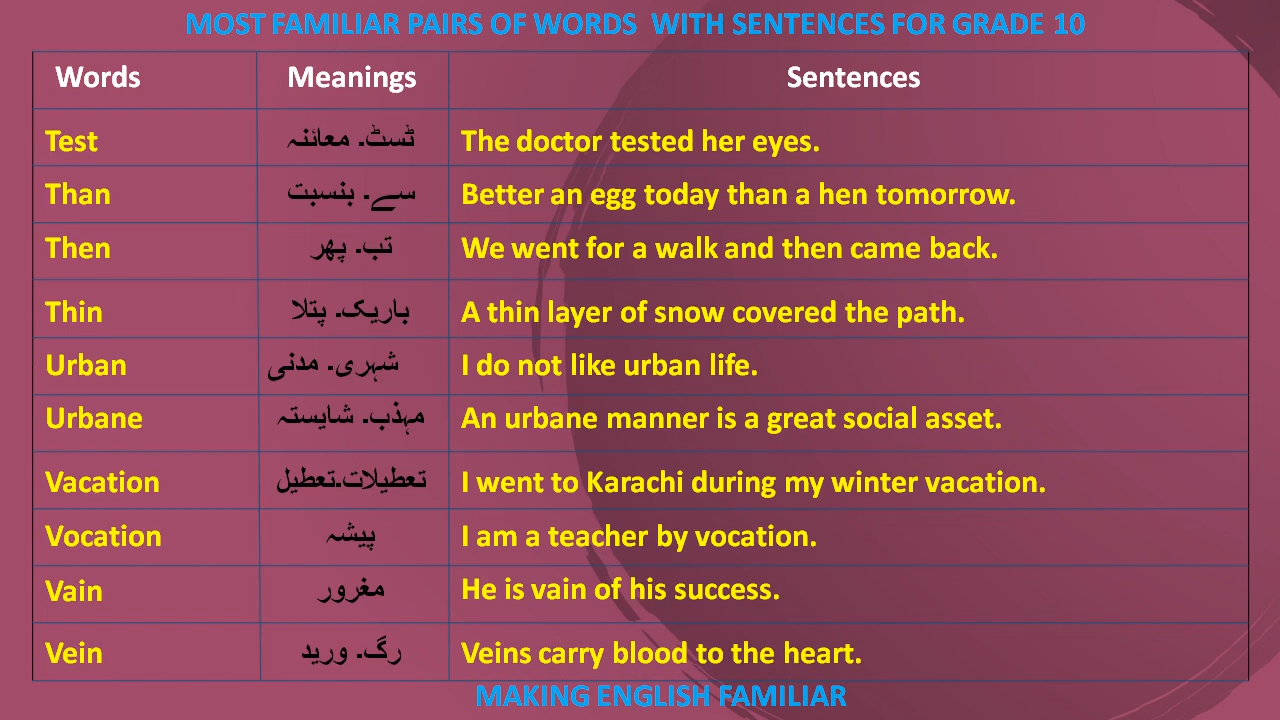 MOST FAMILIAR PAIRS OF WORDS WITH SENTENCES FOR GRADE 10
Words Meanings Sentences
Test ٹسٹ۔ معائنہ The doctor tested her eyes.
Than سے۔ بنسبت Better an egg today than a hen tomorrow.
Then تب۔ پھر We went for a walk and then came back.
Thin باریک۔ پتلا A thin layer of snow covered the path.
Urban شہری۔ مدنی I do not like urban life.
Urbane مہذب۔ شایستہ An urbane manner is a great social asset.
Vacation تعطیلات۔تعطیل I went to Karachi during my winter vacation.
Vocation پیشہ I am a teacher by vocation.
Vain مغرور He is vain of his success.
Vein رگ۔ ورید Veins carry blood to the heart.
MAKING ENGLISH FAMILIAR